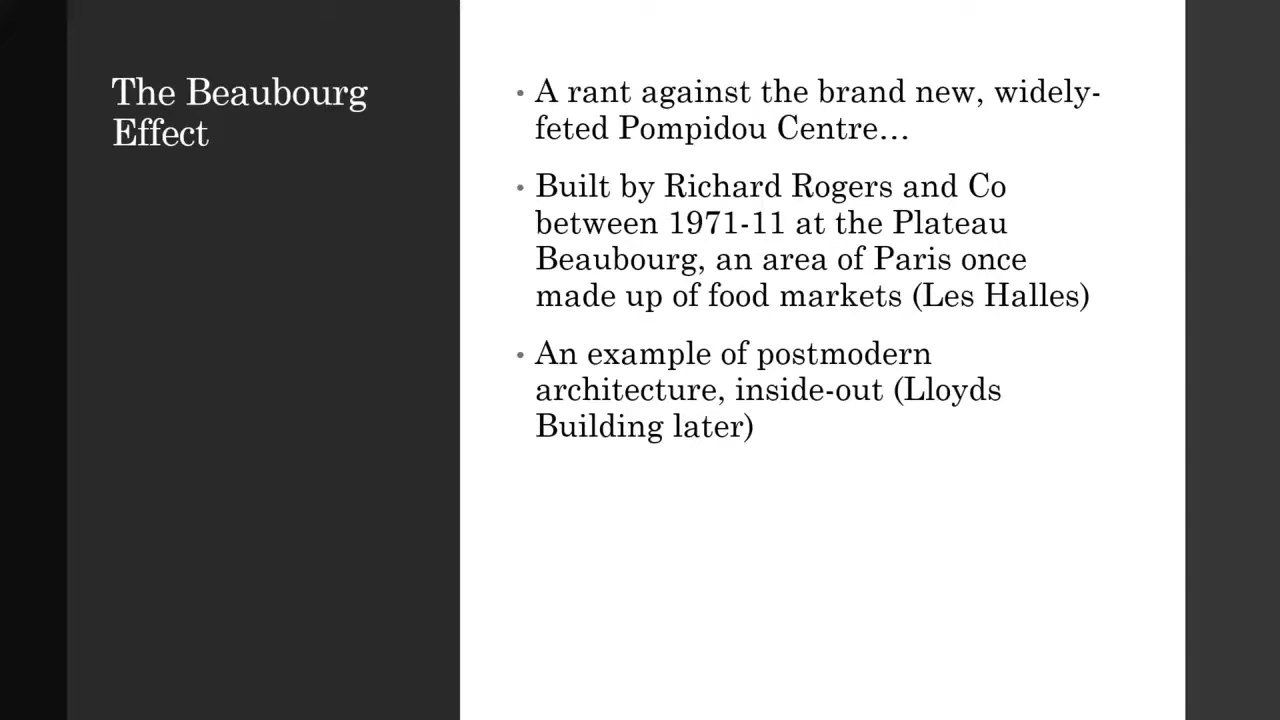 The Beaubourg
Effect
• A rant against the brand new, widely-
feted Pompidou Centre…
• Built by Richard Rogers and Co
between 1971-11 at the Plateau
Beaubourg, an area of Paris once
made up of food markets (Les Halles)
• An example of postmodern
architecture, inside-out (Lloyds
Building later)